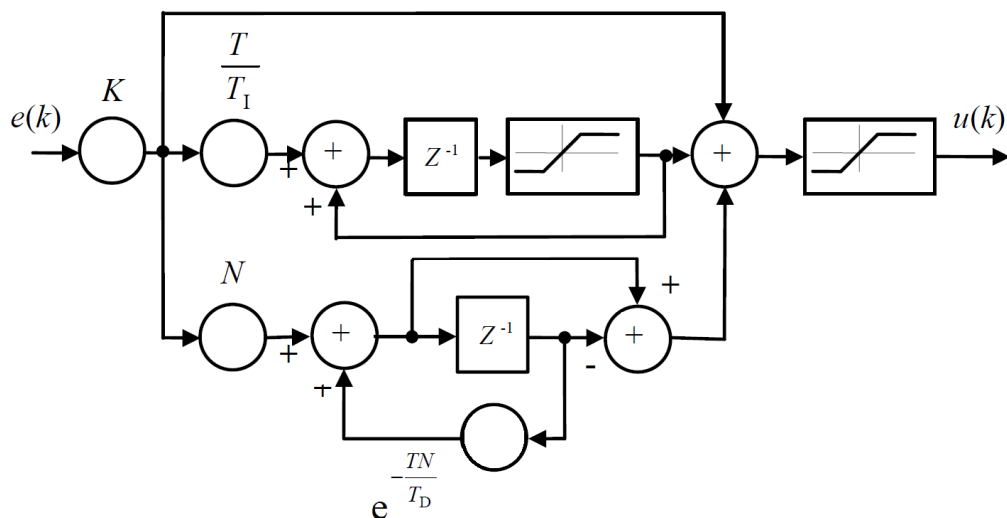 T
T_I
K
e(k)
u(k)
+
Z^-1
+
+
+
N
+
+
Z^-1
+
+
-
+
e^-TN/T_D